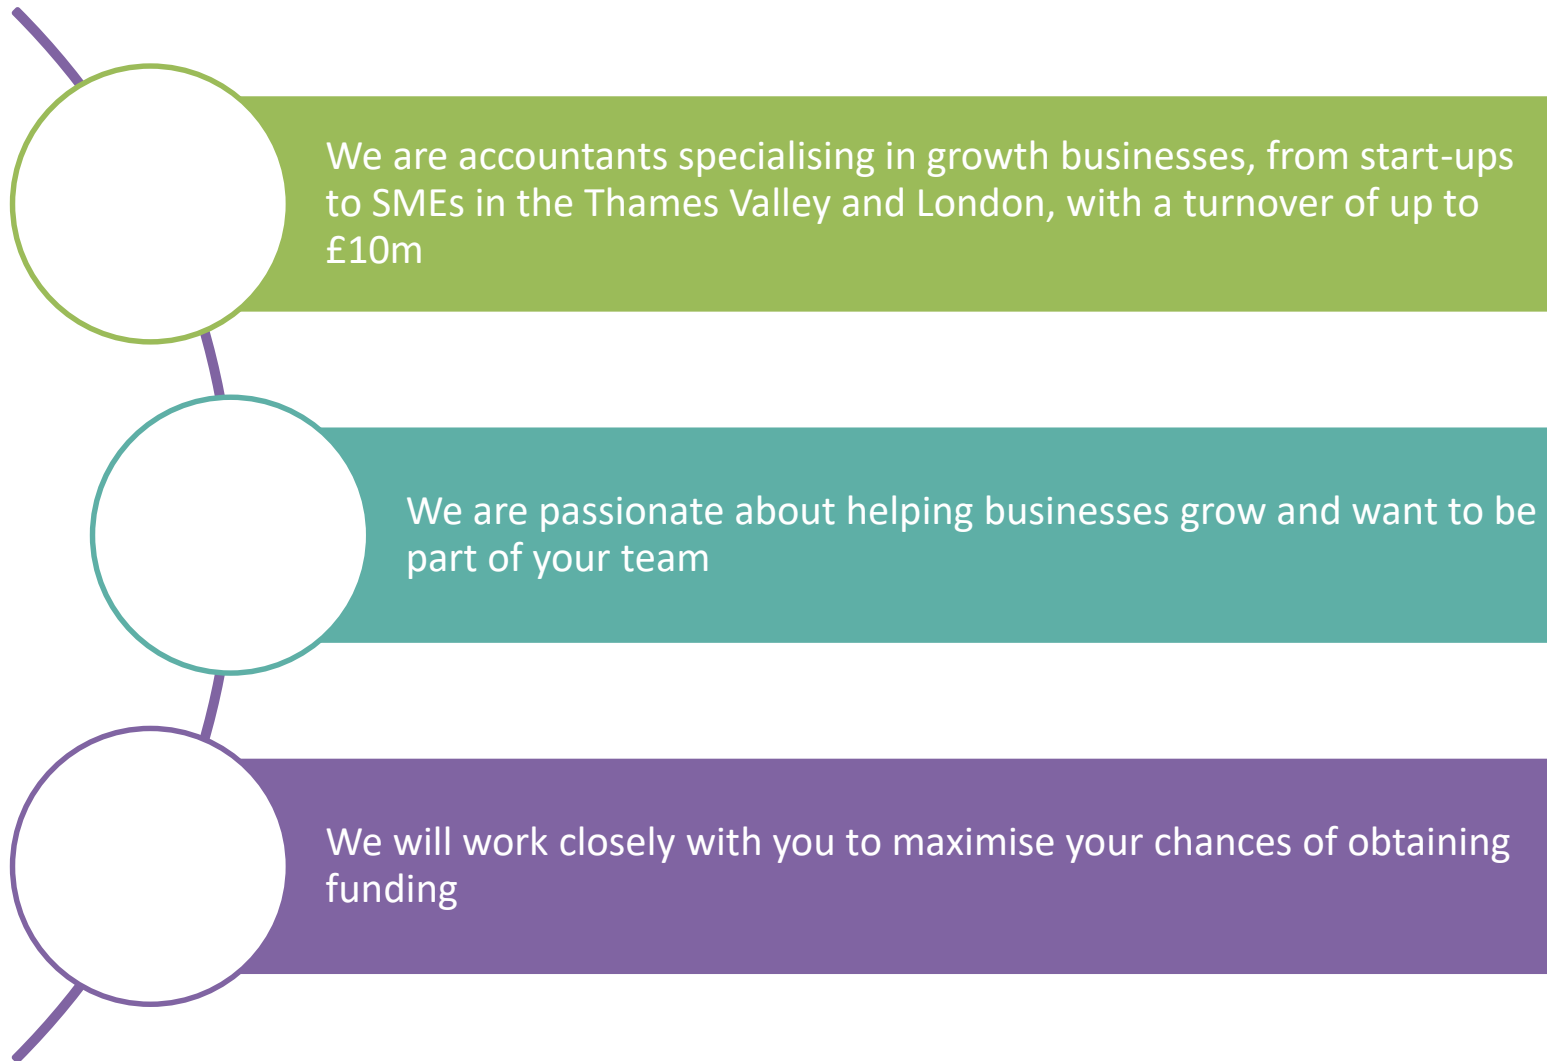 We are accountants specialising in growth businesses, from start-ups
to SMEs in the Thames Valley and London, with a turnover of up to
£10m
We are passionate about helping businesses grow and want to be
part of your team
We will work closely with you to maximise your chances of obtaining
funding